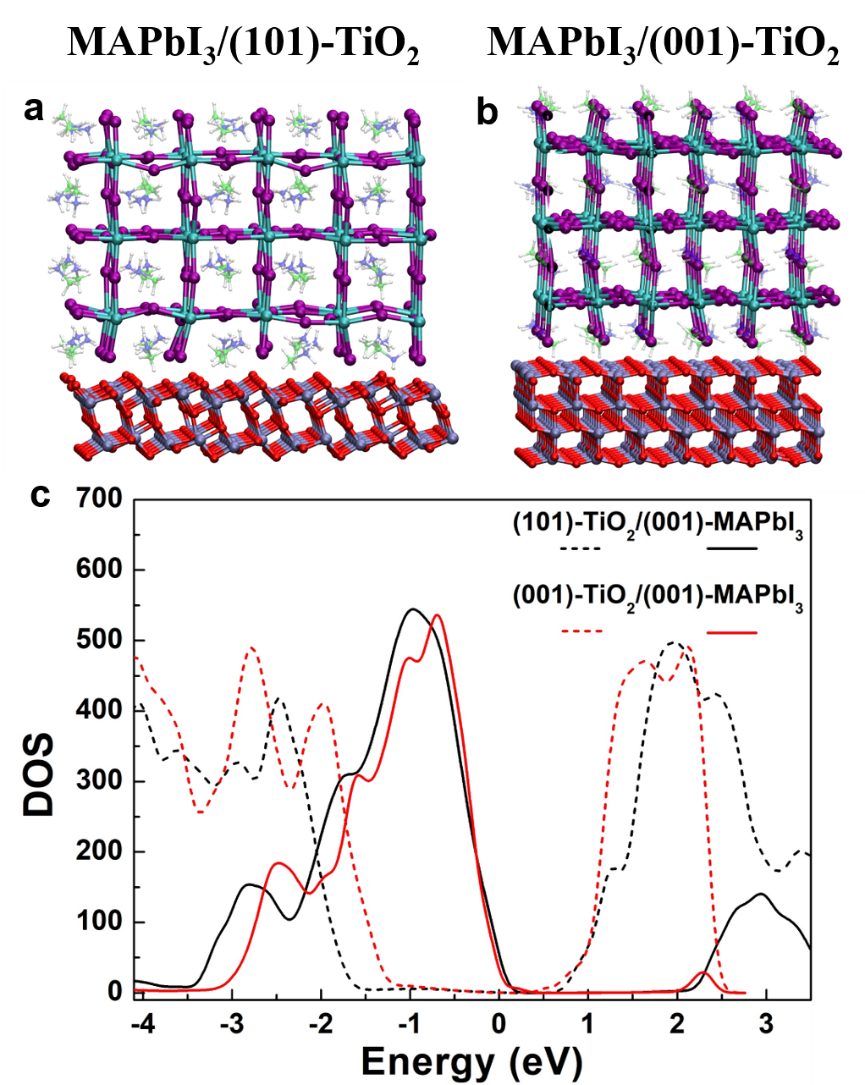 MAPbI₃/(101)-TiO₂ MAPbI₃/(001)-TiO₂
a b
c
700
600
500
400
300
200
100
0
DOS
(101)-TiO₂/(001)-MAPbI₃
(001)-TiO₂/(001)-MAPbI₃
-4 -3 -2 -1 0 1 2 3
Energy (eV)